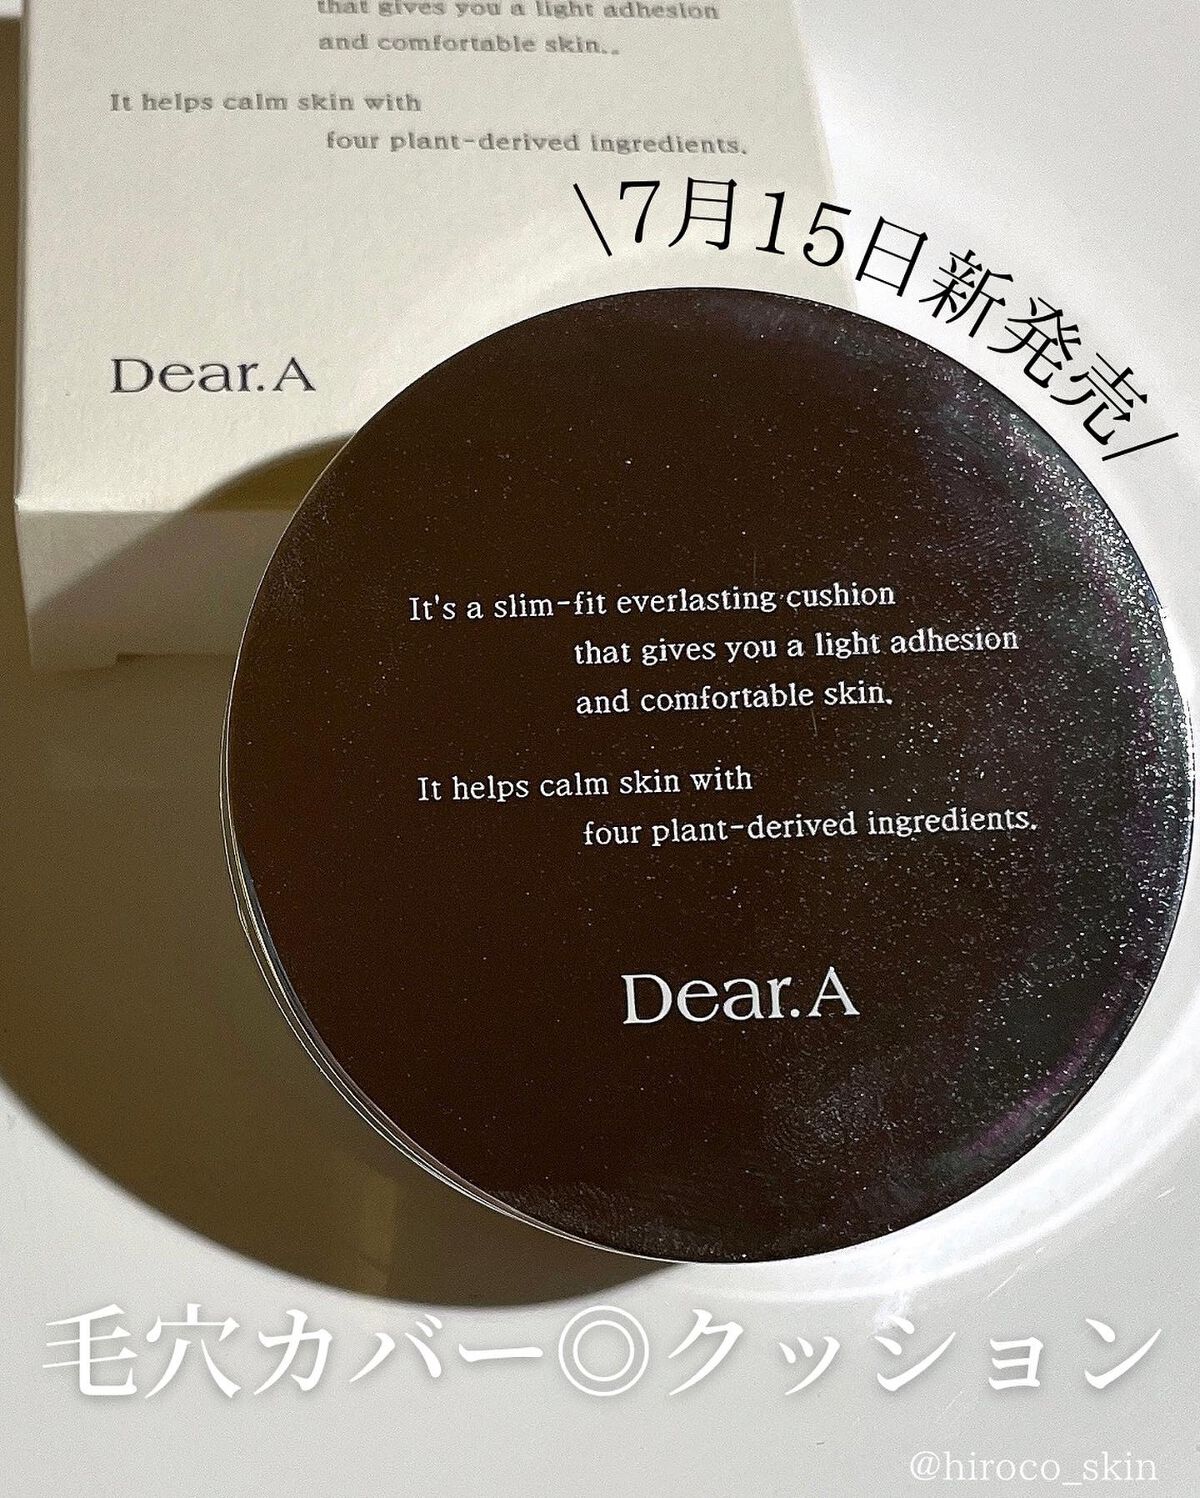 that gives you a light adhesion
and comfortable skin..
It helps calm skin with
four plant-derived ingredients.
\7月15日新発売/
Dear.A
It's a slim-fit everlasting cushion
that gives you a light adhesion
and comfortable skin.
It helps calm skin with
four plant-derived ingredients.
Dear.A
毛穴カバー◎クッション
@hiroco_skin